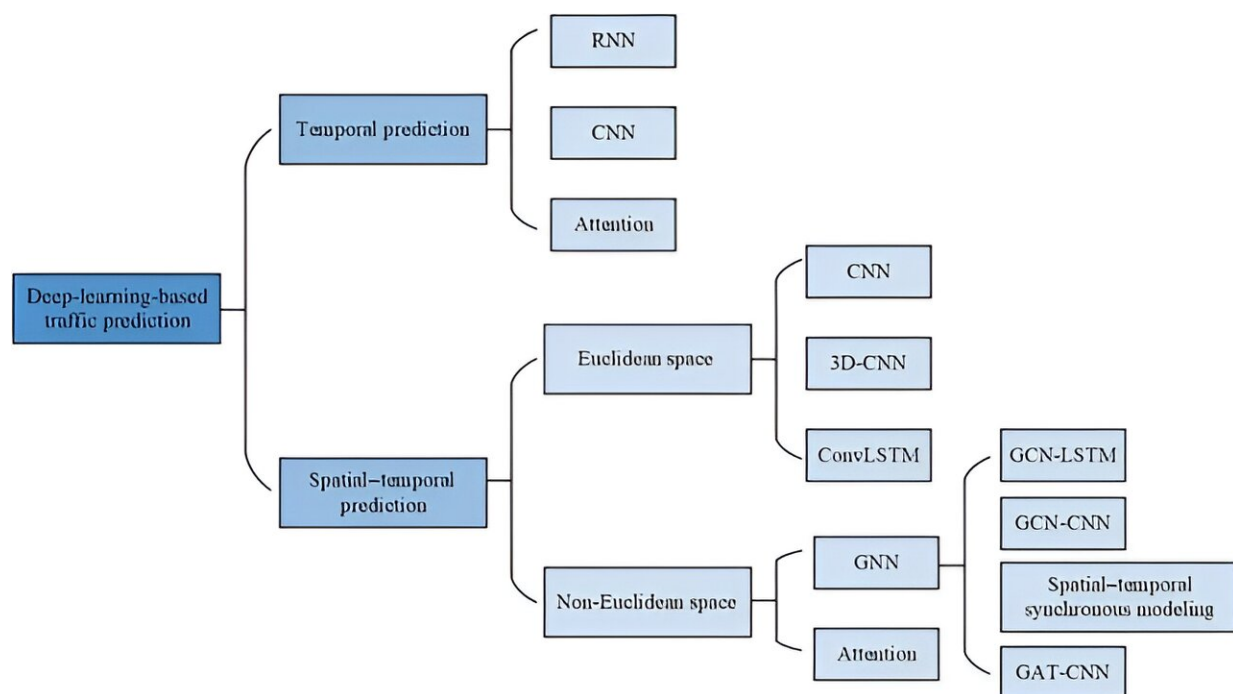 RNN
Temporal prediction
CNN
Attention
Deep-learning-based
traffic prediction
CNN
Euclidean space
3D-CNN
ConvLSTM
GCN-LSTM
Spatial–temporal
prediction
GCN-CNN
GNN
Non-Euclidean space
Spatial–temporal
synchronous modeling
Attention
GAT-CNN